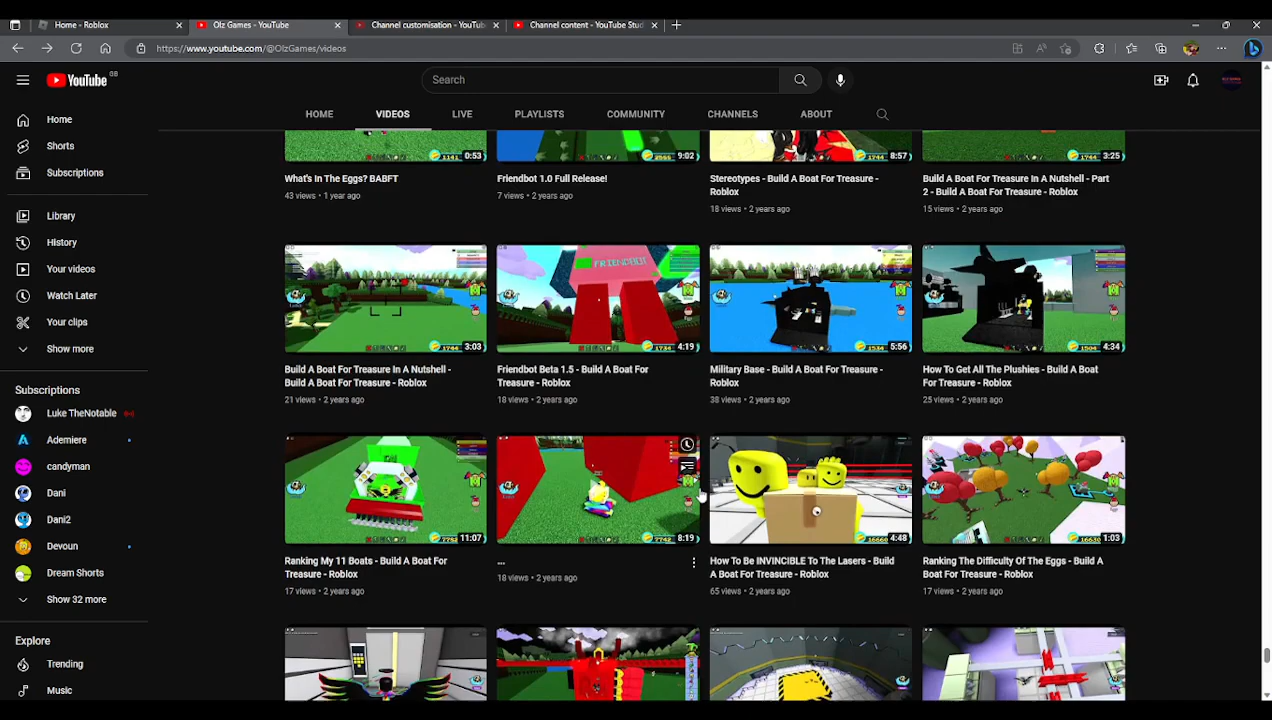 Home - Roblox
Olz Games - YouTube
Channel customisation - YouTube
Channel content - YouTube Stud
https://www.youtube.com/@OlzGames/videos
YouTube GB
Search
HOME VIDEOS LIVE PLAYLISTS COMMUNITY CHANNELS ABOUT
Home
Shorts
Subscriptions
Library
History
Your videos
Watch Later
Your clips
Show more
Subscriptions
Luke TheNotable
Ademiere
candyman
Dani
Dani2
Devoun
Dream Shorts
Show 32 more
Explore
Trending
Music
0:53
9:02
8:57
3:25
What's In The Eggs? BABFT
43 views • 1 year ago
Friendbot 1.0 Full Release!
7 views • 2 years ago
Stereotypes - Build A Boat For Treasure -
Roblox
18 views • 2 years ago
Build A Boat For Treasure In A Nutshell - Part
2 - Build A Boat For Treasure - Roblox
15 views • 2 years ago
3:03
FRIENDBOT
4:19
5:56
4:34
Build A Boat For Treasure In A Nutshell -
Build A Boat For Treasure - Roblox
21 views • 2 years ago
Friendbot Beta 1.5 - Build A Boat For
Treasure - Roblox
18 views • 2 years ago
Military Base - Build A Boat For Treasure -
Roblox
38 views • 2 years ago
How To Get All The Plushies - Build A Boat
For Treasure - Roblox
25 views • 2 years ago
11:07
8:19
4:48
1:03
Ranking My 11 Boats - Build A Boat For
Treasure - Roblox
17 views • 2 years ago
...
18 views • 2 years ago
How To Be INVINCIBLE To The Lasers - Build
A Boat For Treasure - Roblox
65 views • 2 years ago
Ranking The Difficulty Of The Eggs - Build A
Boat For Treasure - Roblox
17 views • 2 years ago